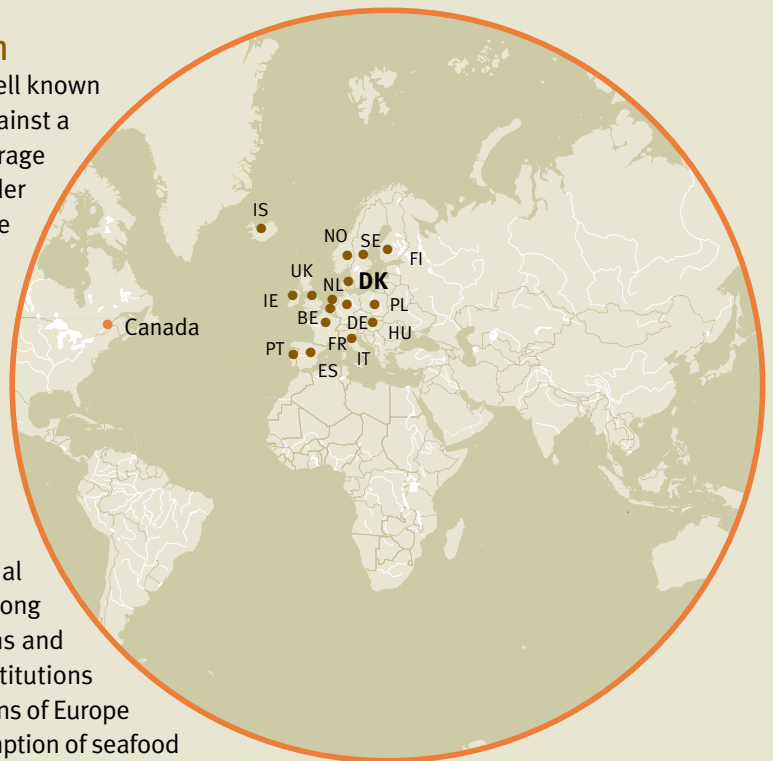 ell known
ainst a
rage
der
e
IS
NO
SE
FI
UK
NL
DK
IE
PL
BE
DE
HU
Canada
FR
PT
IT
ES
al
ong
ns and
titutions
ns of Europe
ption of seafood